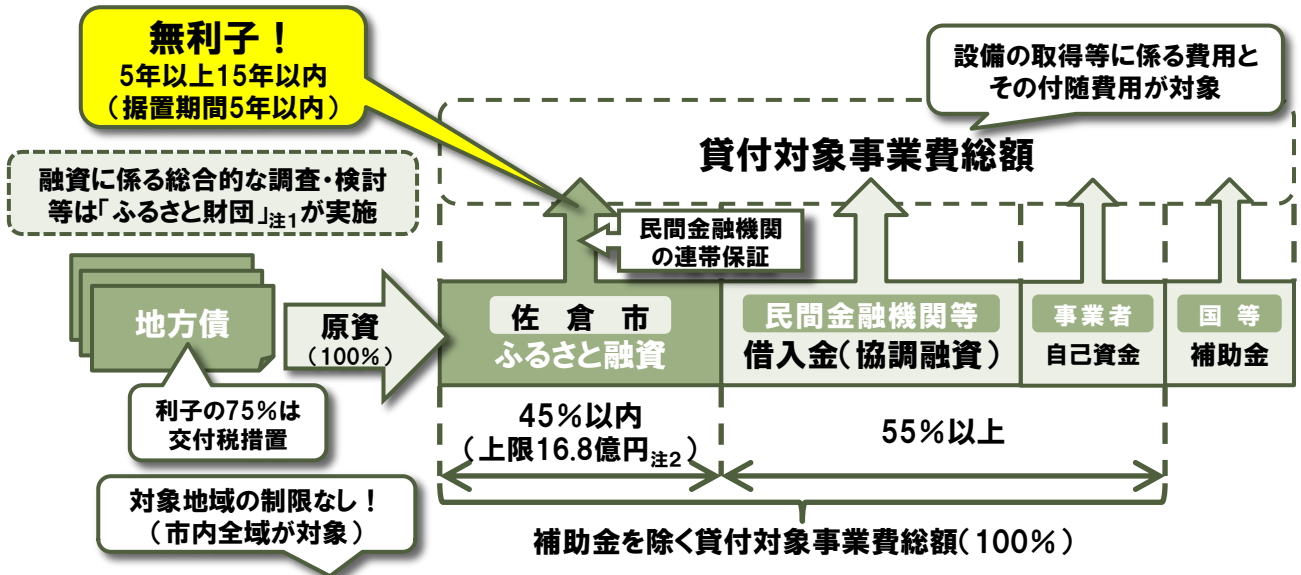 無利子！
5年以上15年以内
（据置期間5年以内）
設備の取得等に係る費用と
その付随費用が対象
貸付対象事業費総額
融資に係る総合的な調査・検討
等は「ふるさと財団」注1が実施
民間金融機関
の連帯保証
地方債
原資
（100％）
佐倉市
ふるさと融資
民間金融機関等
借入金（協調融資）
事業者
自己資金
国等
補助金
利子の75％は
交付税措置
45％以内
（上限16.8億円注2）
55％以上
対象地域の制限なし！
（市内全域が対象）
補助金を除く貸付対象事業費総額（100％）